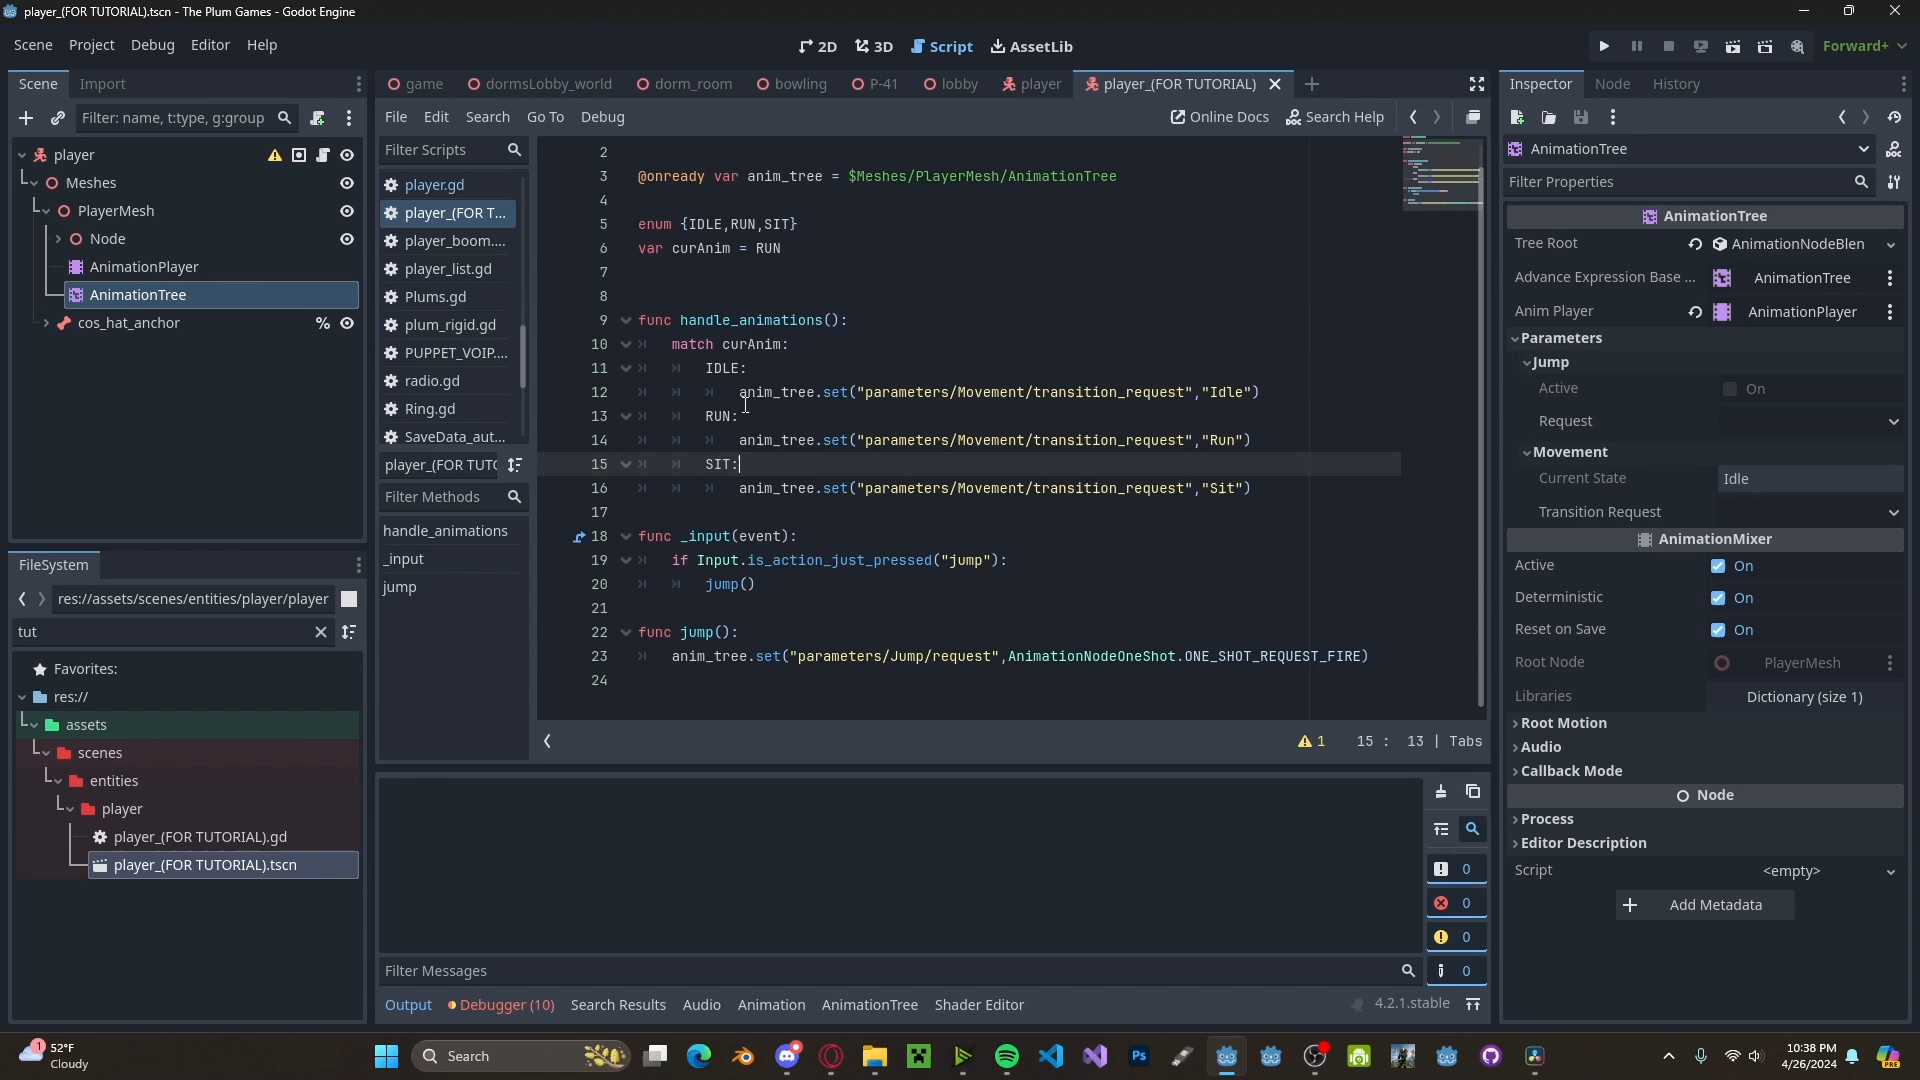 player_(FOR TUTORIAL).tscn - The Plum Games - Godot Engine
Scene Project Debug Editor Help
2D 3D Script AssetLib
Forward+
Scene Import
Filter: name, t:type, g:group
player
Meshes
PlayerMesh
Node
AnimationPlayer
AnimationTree
cos_hat_anchor
%
FileSystem
res://assets/scenes/entities/player/player
tut
Favorites:
res://
assets
scenes
entities
player
player_(FOR TUTORIAL).gd
player_(FOR TUTORIAL).tscn
game dormsLobby_world dorm_room bowling P-41 lobby player player_(FOR TUTORIAL)
File Edit Search Go To Debug
Online Docs Search Help
Filter Scripts
player.gd
player_(FOR T...
player_boom....
player_list.gd
Plums.gd
plum_rigid.gd
PUPPET_VOIP....
radio.gd
Ring.gd
SaveData_aut...
player_(FOR TUTO
Filter Methods
handle_animations
_input
jump
2
3 @onready var anim_tree = $Meshes/PlayerMesh/AnimationTree
4
5 enum {IDLE,RUN,SIT}
6 var curAnim = RUN
7
8
9 func handle_animations():
10 match curAnim:
11 IDLE:
12 anim_tree.set("parameters/Movement/transition_request","Idle")
13 RUN:
14 anim_tree.set("parameters/Movement/transition_request","Run")
15 SIT:
16 anim_tree.set("parameters/Movement/transition_request","Sit")
17
18 func _input(event):
19 if Input.is_action_just_pressed("jump"):
20 jump()
21
22 func jump():
23 anim_tree.set("parameters/Jump/request",AnimationNodeOneShot.ONE_SHOT_REQUEST_FIRE)
24
1 15 : 13 | Tabs
0
0
0
0
Filter Messages
Output Debugger (10) Search Results Audio Animation AnimationTree Shader Editor
4.2.1.stable
Inspector Node History
AnimationTree
Filter Properties
AnimationTree
Tree Root AnimationNodeBlen
Advance Expression Base ... AnimationTree
Anim Player AnimationPlayer
Parameters
Jump
Active On
Request
Movement
Current State Idle
Transition Request
AnimationMixer
Active On
Deterministic On
Reset on Save On
Root Node PlayerMesh
Libraries Dictionary (size 1)
Root Motion
Audio
Callback Mode
Node
Process
Editor Description
Script <empty>
Add Metadata
1
52°F
Cloudy
Search
Ps
PRE
10:38 PM
4/26/2024